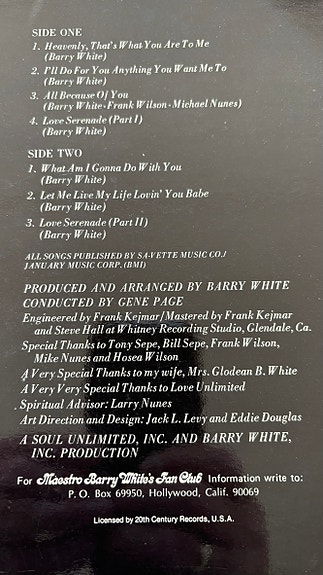 SIDE ONE
1. Heavenly, That's What You Are To Me
(Barry White)
2. I'll Do For You Anything You Want Me To
(Barry White)
3. All Because Of You
(Barry White-Frank Wilson-Michael Nunes)
4. Love Serenade (Part I)
(Barry White)
SIDE TWO
1. What Am I Gonna Do With You
(Barry White)
2. Let Me Live My Life Lovin' You Babe
(Barry White)
3. Love Serenade (Part II)
(Barry White)
ALL SONGS PUBLISHED BY SA-VETTE MUSIC CO./
JANUARY MUSIC CORP. (BMI)
PRODUCED AND ARRANGED BY BARRY WHITE
CONDUCTED BY GENE PAGE
Engineered by Frank Kejmar/Mastered by Frank Kejmar
and Steve Hall at Whitney Recording Studio, Glendale, Ca.
Special Thanks to Tony Sepe, Bill Sepe, Frank Wilson,
Mike Nunes and Hosea Wilson
A Very Special Thanks to my wife, Mrs. Glodean B. White
A Very Very Special Thanks to Love Unlimited
Spiritual Advisor: Larry Nunes
Art Direction and Design: Jack L. Levy and Eddie Douglas
A SOUL UNLIMITED, INC. AND BARRY WHITE,
INC. PRODUCTION
For Maestro Barry White's Fan Club Information write to:
P. O. Box 69950, Hollywood, Calif. 90069
Licensed by 20th Century Records, U.S.A.